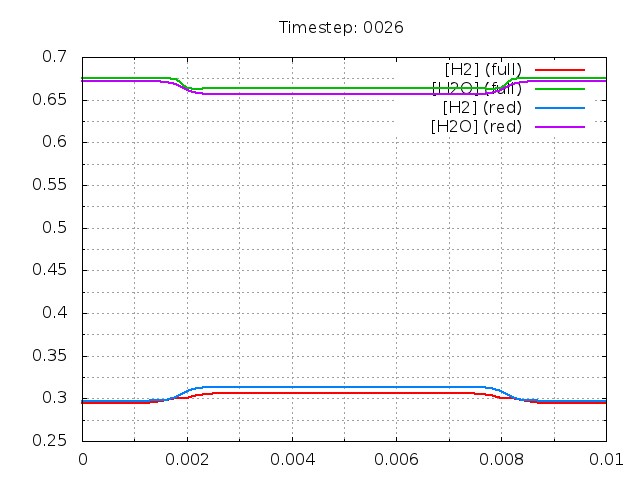 Timestep: 0026
0.7
0.65
0.6
0.55
0.5
0.45
0.4
0.35
0.3
0.25
[H2] (full)
[H2O] (full)
[H2] (red)
[H2O] (red)
0 0.002 0.004 0.006 0.008 0.01